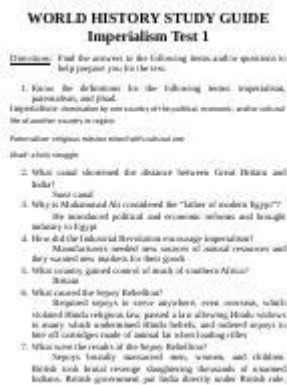 WORLD HISTORY STUDY GUIDE
Imperialism Test 1
Directions: Find the answers to the following items and/or questions to
help prepare you for the test.
1. Know the definitions for the following terms: imperialism,
paternalism, and jihad.
Imperialism- domination by one country of the political, economic, and/or cultural
life of another country or region
Paternalism- religious mission mixed with cultural one
Jihad- a holy struggle
2. What canal shortened the distance between Great Britain and
India?
Suez canal
3. Why is Muhammad Ali considered the "father of modern Egypt"?
He introduced political and economic reforms and brought
industry to Egypt
4. How did the Industrial Revolution encourage imperialism?
Manufacturers needed new sources of natural resources and
they wanted new markets for their goods
5. What country gained control of much of southern Africa?
Britain
6. What caused the Sepoy Rebellion?
Required sepoys to serve anywhere, even overseas, which
violated Hindu religious law, passed a law allowing Hindu widows
to marry which undermined Hindu beliefs, and ordered sepoys to
bite off cartridges made of animal fat when loading rifles
7. What were the results of the Sepoy Rebellion?
Sepoys brutally massacred men, women, and children.
British took brutal revenge slaughtering thousands of unarmed
Indians. British government put India directly under British rule,